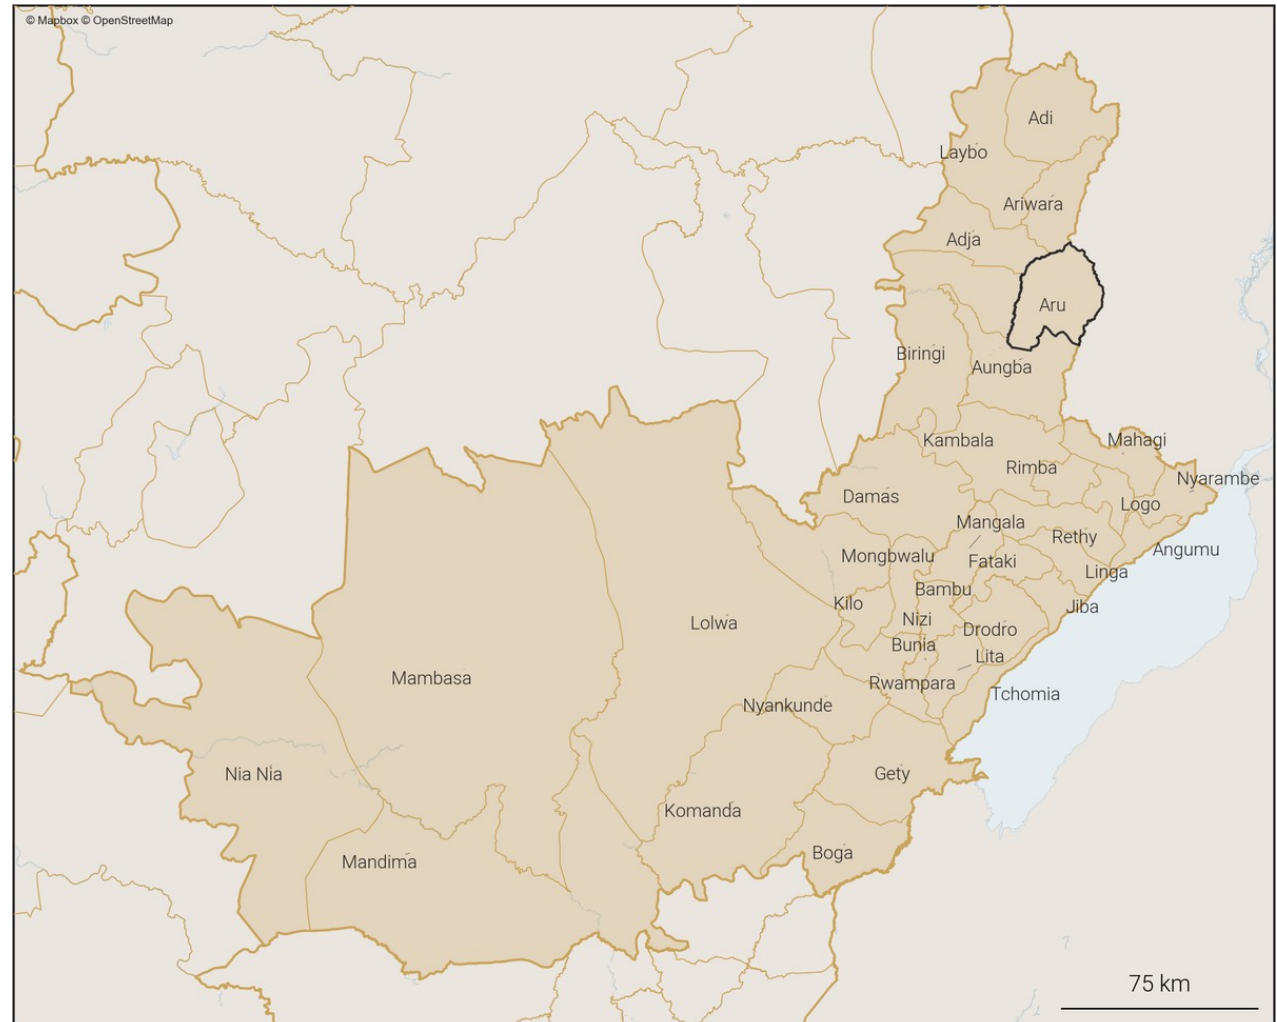 © Mapbox © OpenStreetMap
Adi
Laybo
Ariwara
Adja
Aru
Biringi
Aungba
Kambala
Mahagi
Rimba
Nyarambe
Damas
Logo
Mangala
Rethy
Angumu
Mongbwalu
Fataki
Linga
Bambu
Kilo
Jiba
Nizi
Lolwa
Drodro
Bunia
Lita
Mambasa
Rwampara
Tchomia
Nyankunde
Nia Nia
Gety
Komanda
Boga
Mandima
75 km